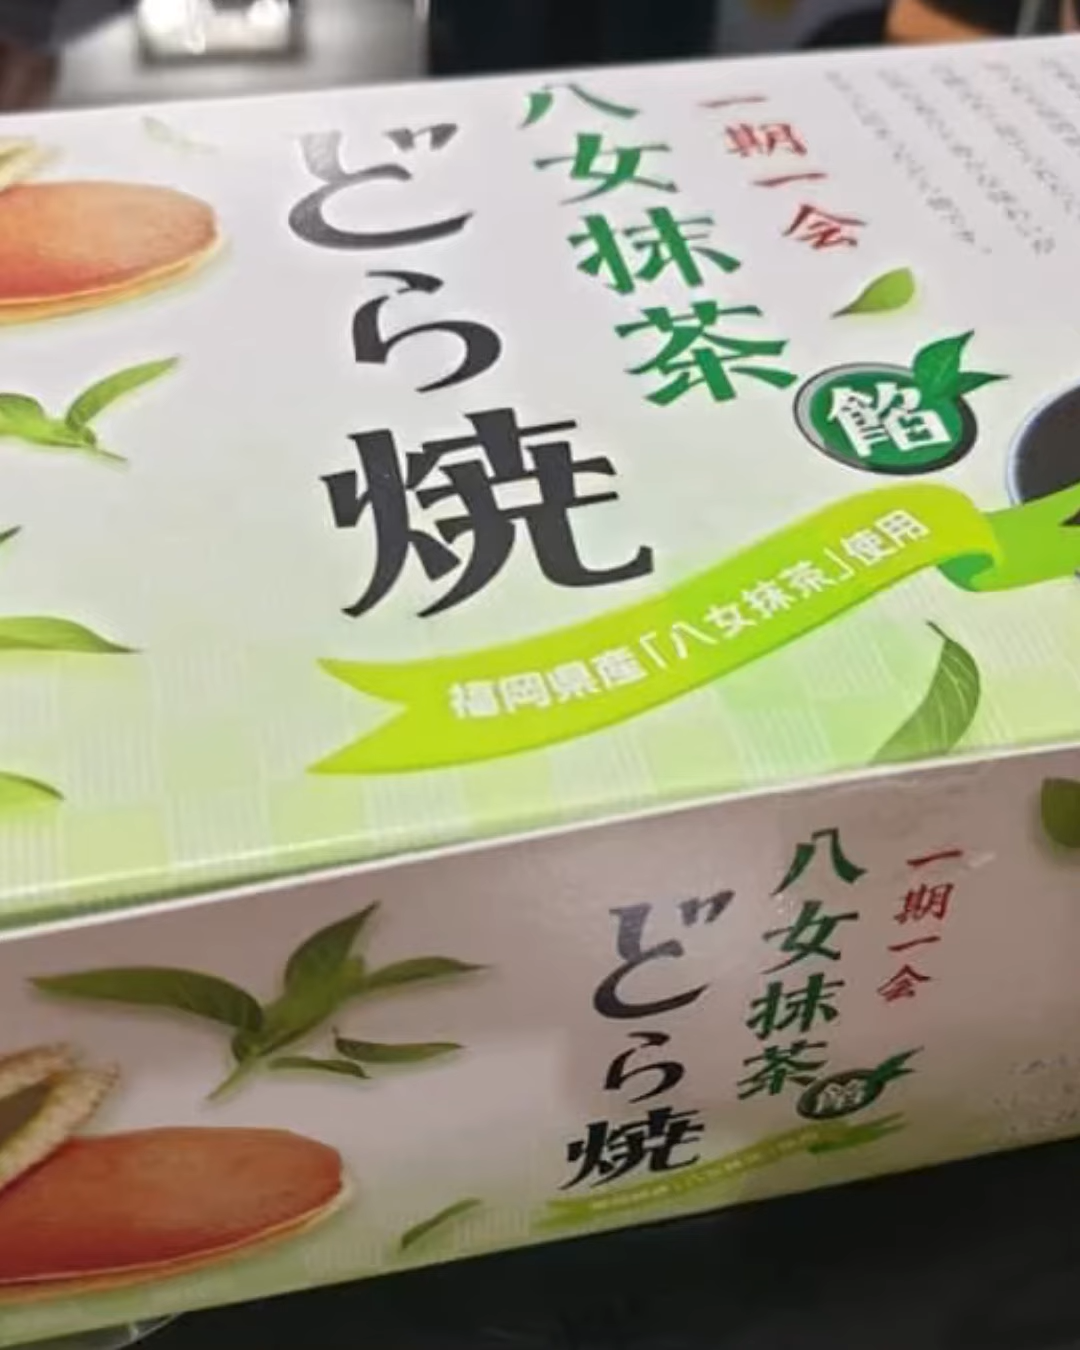 一期一会
八女抹茶
餡
どら焼
福岡県産「八女抹茶」使用
一期一会
八女抹茶
餡
どら焼